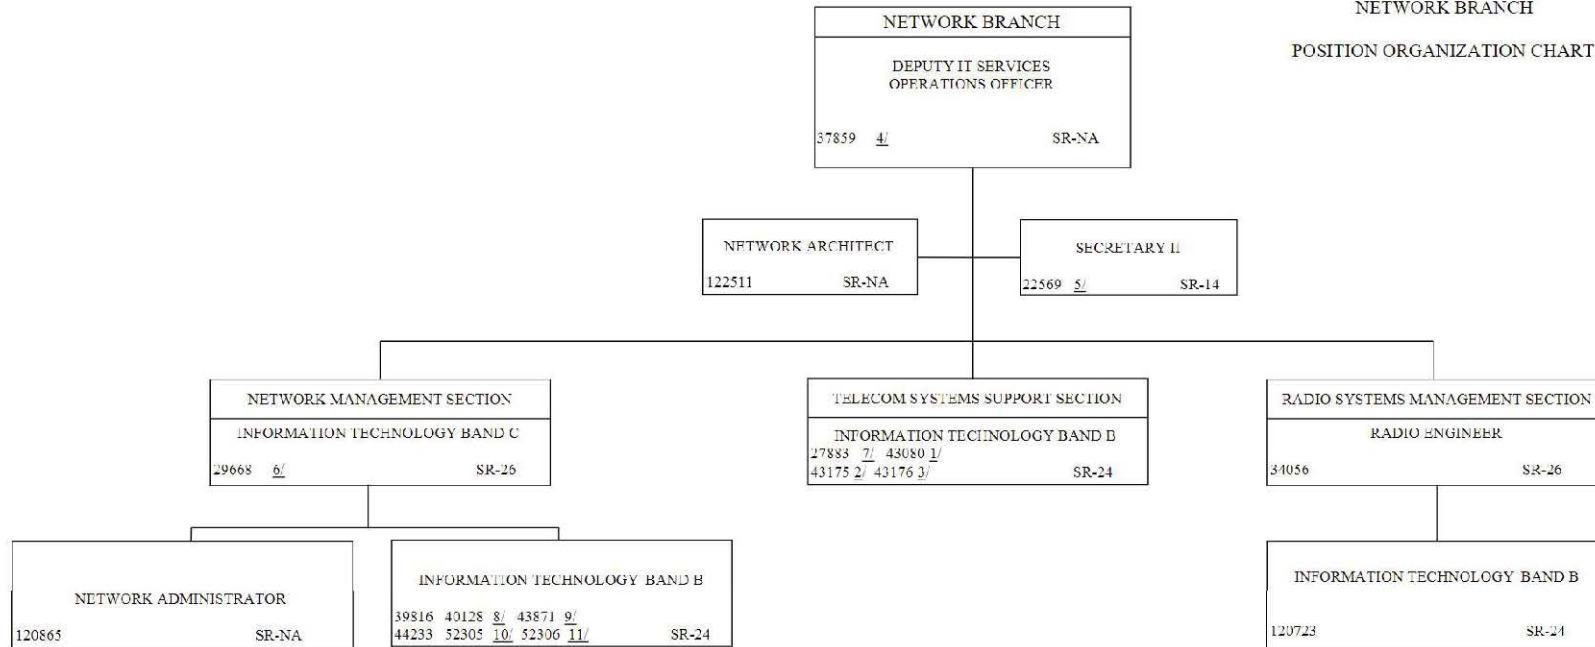 NETWORK BRANCH
POSITION ORGANIZATION CHART
NETWORK BRANCH
DEPUTY IT SERVICES
OPERATIONS OFFICER
37859 4/ SR-NA
NETWORK ARCHITECT
122511 SR-NA
SECRETARY II
22569 5/ SR-14
NETWORK MANAGEMENT SECTION
INFORMATION TECHNOLOGY BAND C
29668 6/ SR-26
TELECOM SYSTEMS SUPPORT SECTION
INFORMATION TECHNOLOGY BAND B
27883 7/ 43080 1/
43175 2/ 43176 3/ SR-24
RADIO SYSTEMS MANAGEMENT SECTION
RADIO ENGINEER
34056 SR-26
NETWORK ADMINISTRATOR
120865 SR-NA
INFORMATION TECHNOLOGY BAND B
39816 40128 8/ 43871 9/
44233 52305 10/ 52306 11/ SR-24
INFORMATION TECHNOLOGY BAND B
120723 SR-24